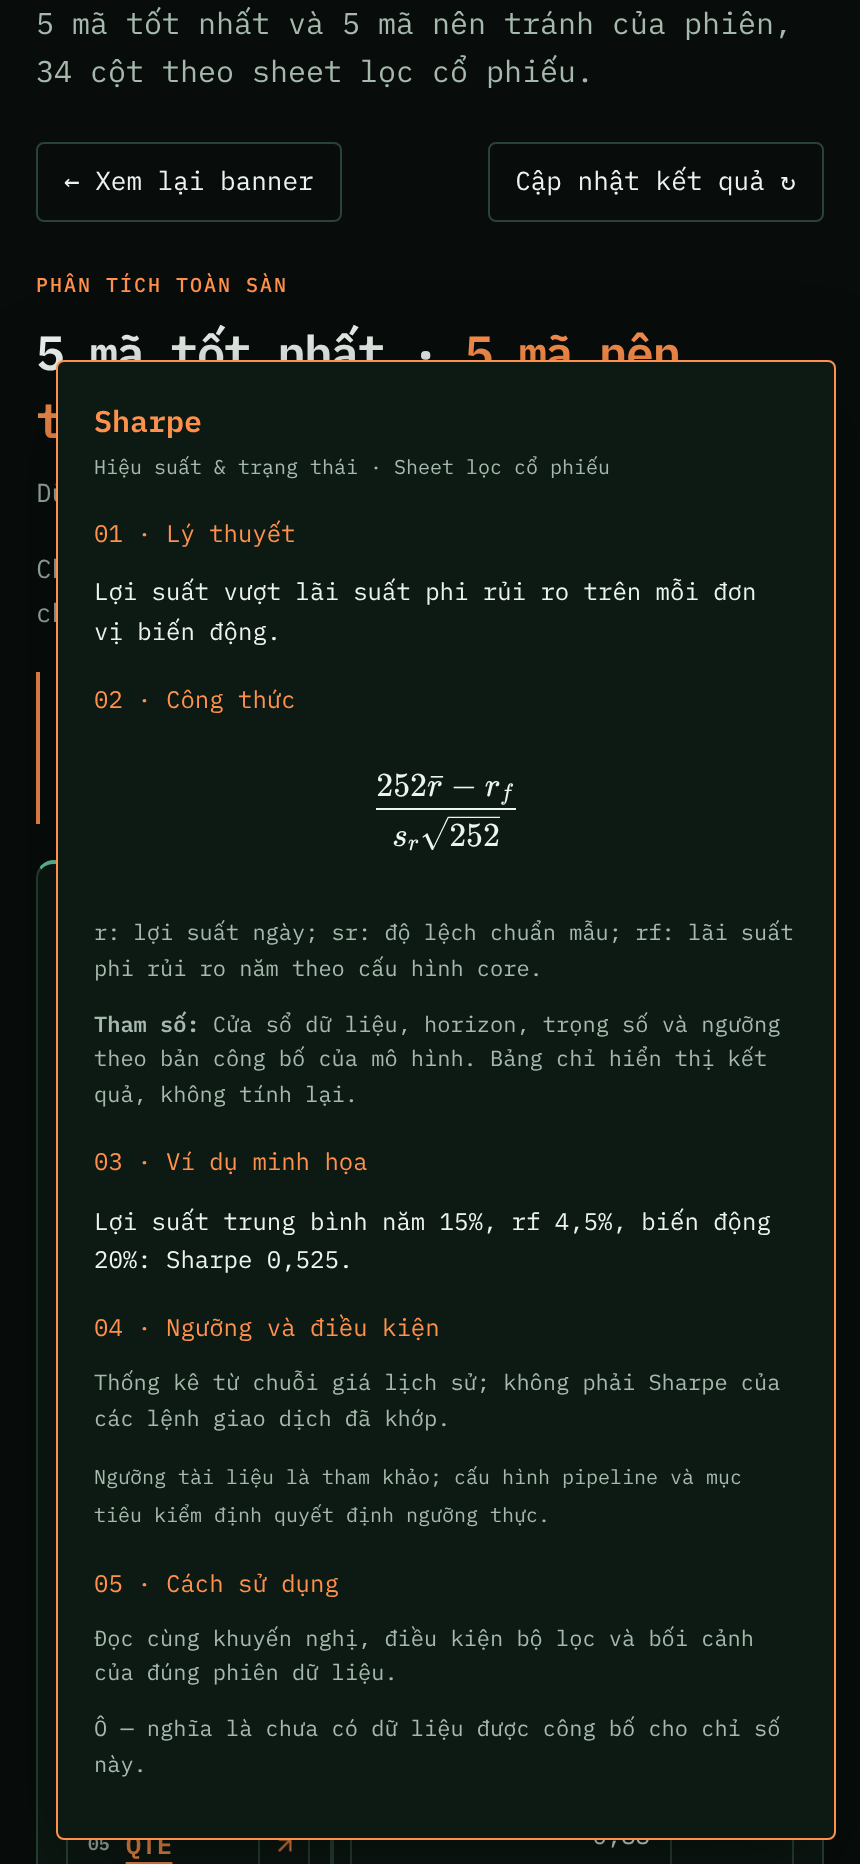 5 mã tốt nhất và 5 mã nên tránh của phiên,
34 cột theo sheet lọc cổ phiếu.
← Xem lại banner
Cập nhật kết quả ↻
PHÂN TÍCH TOÀN SÀN
5 mã tốt nhất · 5 mã nên
Sharpe
Hiệu suất & trạng thái · Sheet lọc cổ phiếu
01 · Lý thuyết
Lợi suất vượt lãi suất phi rủi ro trên mỗi đơn
vị biến động.
02 · Công thức
252r̄ − r_f
s_r√252
r: lợi suất ngày; sr: độ lệch chuẩn mẫu; rf: lãi suất
phi rủi ro năm theo cấu hình core.
Tham số: Cửa sổ dữ liệu, horizon, trọng số và ngưỡng
theo bản công bố của mô hình. Bảng chỉ hiển thị kết
quả, không tính lại.
03 · Ví dụ minh họa
Lợi suất trung bình năm 15%, rf 4,5%, biến động
20%: Sharpe 0,525.
04 · Ngưỡng và điều kiện
Thống kê từ chuỗi giá lịch sử; không phải Sharpe của
các lệnh giao dịch đã khớp.
Ngưỡng tài liệu là tham khảo; cấu hình pipeline và mục
tiêu kiểm định quyết định ngưỡng thực.
05 · Cách sử dụng
Đọc cùng khuyến nghị, điều kiện bộ lọc và bối cảnh
của đúng phiên dữ liệu.
Ô — nghĩa là chưa có dữ liệu được công bố cho chỉ số
này.
05 QTE ↗